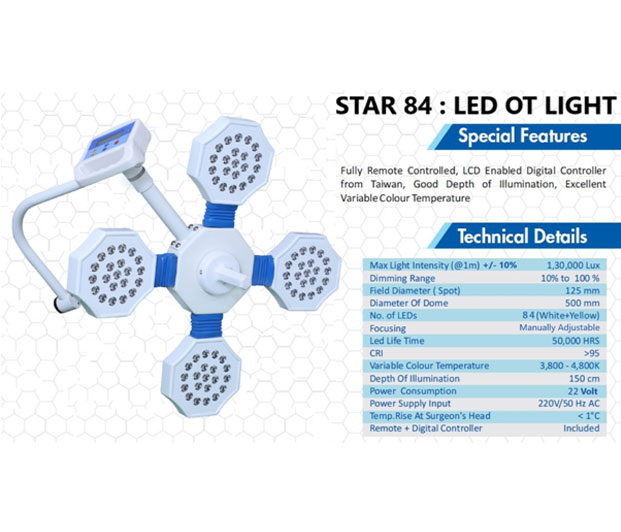 STAR 84 : LED OT LIGHT
Special Features
Fully Remote Controlled, LCD Enabled Digital Controller
from Taiwan, Good Depth of Illumination, Excellent
Variable Colour Temperature
Technical Details
Max Light Intensity (@1m) +/- 10% 1,30,000 Lux
Dimming Range 10% to 100 %
Field Diameter ( Spot) 125 mm
Diameter Of Dome 500 mm
No. of LEDs 84 (White+Yellow)
Focusing Manually Adjustable
Led Life Time 50,000 HRS
CRI >95
Variable Colour Temperature 3,800 - 4,800K
Depth Of Illumination 150 cm
Power Consumption 22 Volt
Power Supply Input 220V/50 Hz AC
Temp.Rise At Surgeon's Head < 1°C
Remote + Digital Controller Included